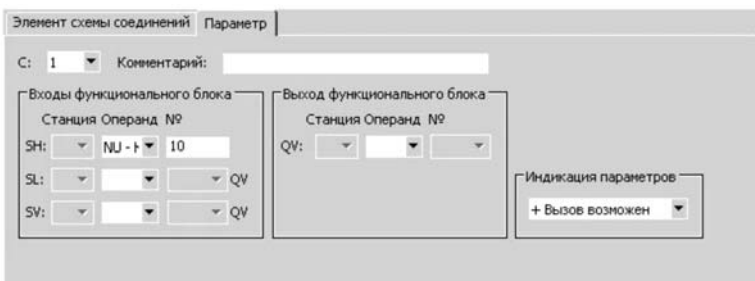 Элемент схемы соединений Параметр
C: 1 Комментарий:
Входы функционального блока Выход функционального блока
Станция Операнд № Станция Операнд №
SH: NU - 10 QV:
SL: QV
Индикация параметров
SV: QV + Вызов возможен